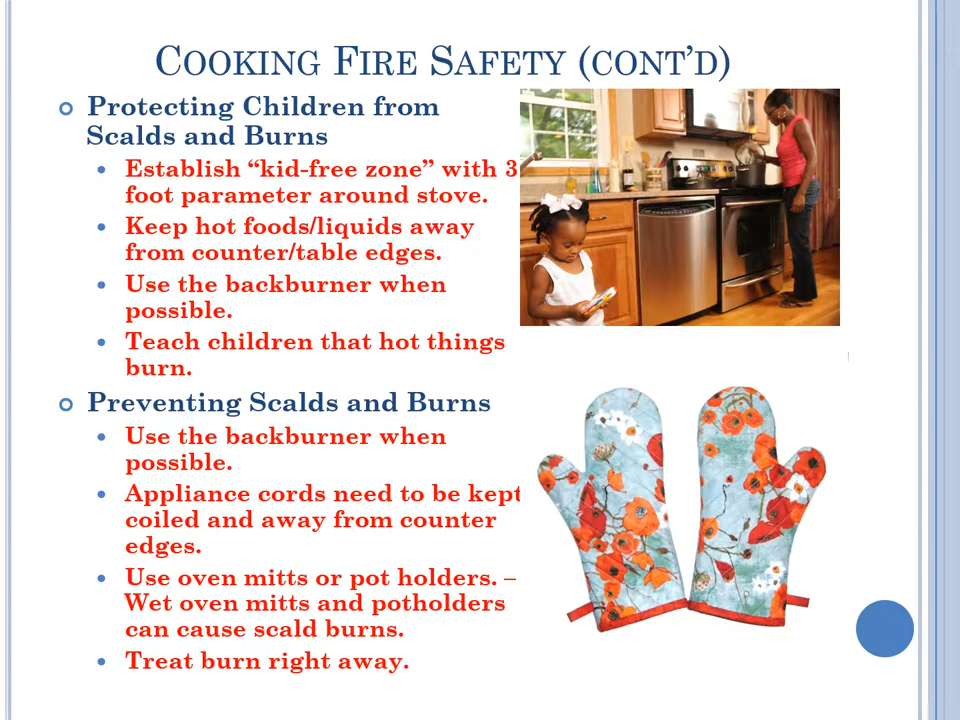 COOKING FIRE SAFETY (CONT'D)
Protecting Children from
Scalds and Burns
Establish “kid-free zone” with 3
foot parameter around stove.
Keep hot foods/liquids away
from counter/table edges.
Use the backburner when
possible.
Teach children that hot things
burn.
Preventing Scalds and Burns
Use the backburner when
possible.
Appliance cords need to be kept
coiled and away from counter
edges.
Use oven mitts or pot holders. –
Wet oven mitts and potholders
can cause scald burns.
Treat burn right away.